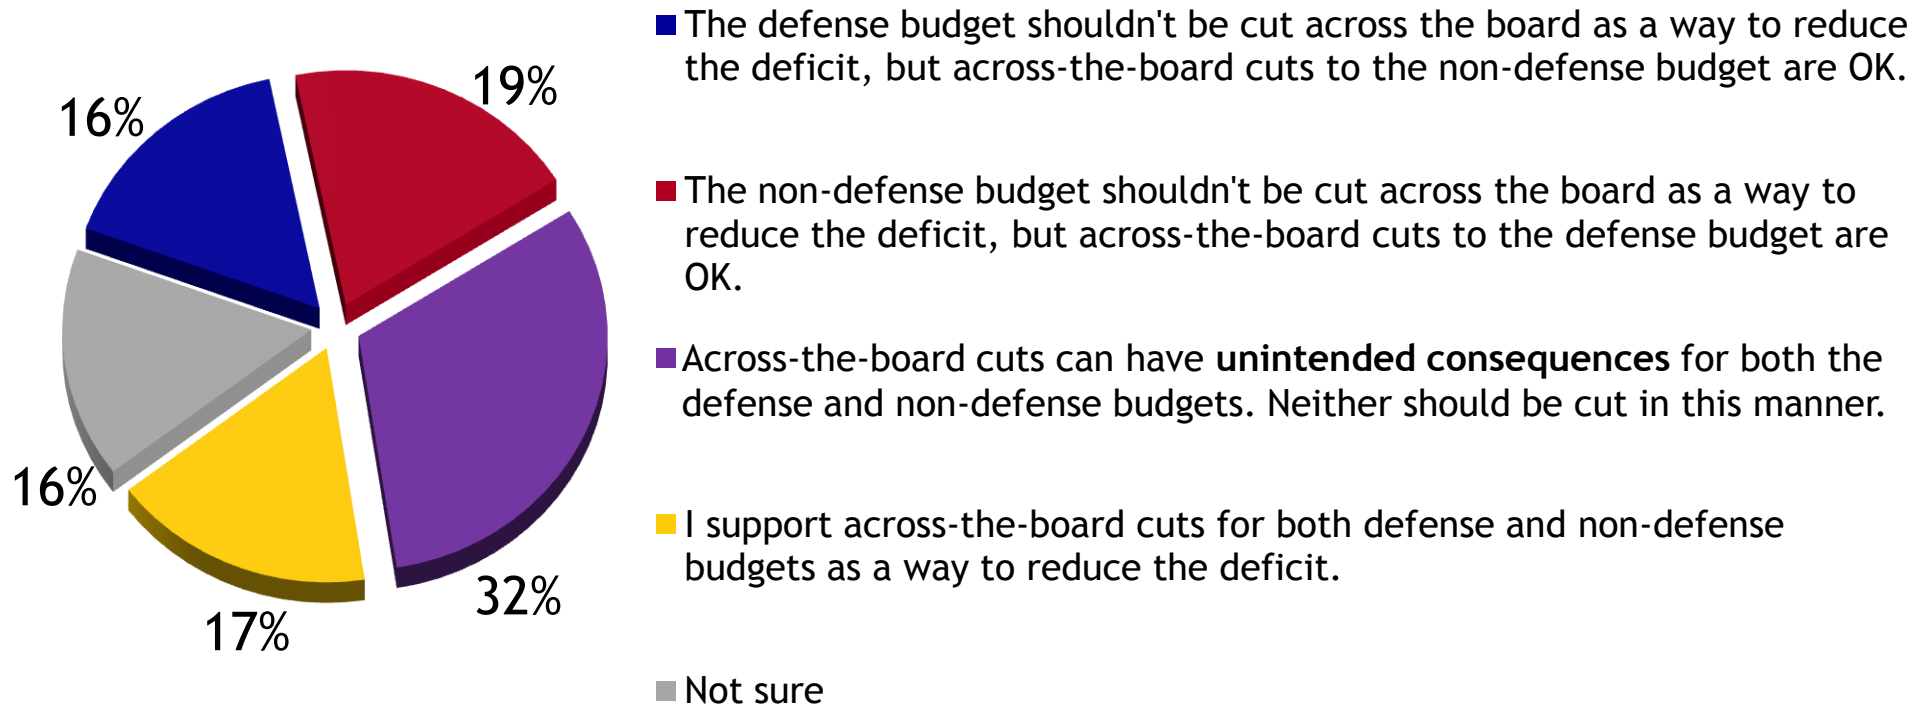 19%
16%
16%
17%
32%
The defense budget shouldn't be cut across the board as a way to reduce
the deficit, but across-the-board cuts to the non-defense budget are OK.
The non-defense budget shouldn't be cut across the board as a way to
reduce the deficit, but across-the-board cuts to the defense budget are
OK.
Across-the-board cuts can have unintended consequences for both the
defense and non-defense budgets. Neither should be cut in this manner.
I support across-the-board cuts for both defense and non-defense
budgets as a way to reduce the deficit.
Not sure